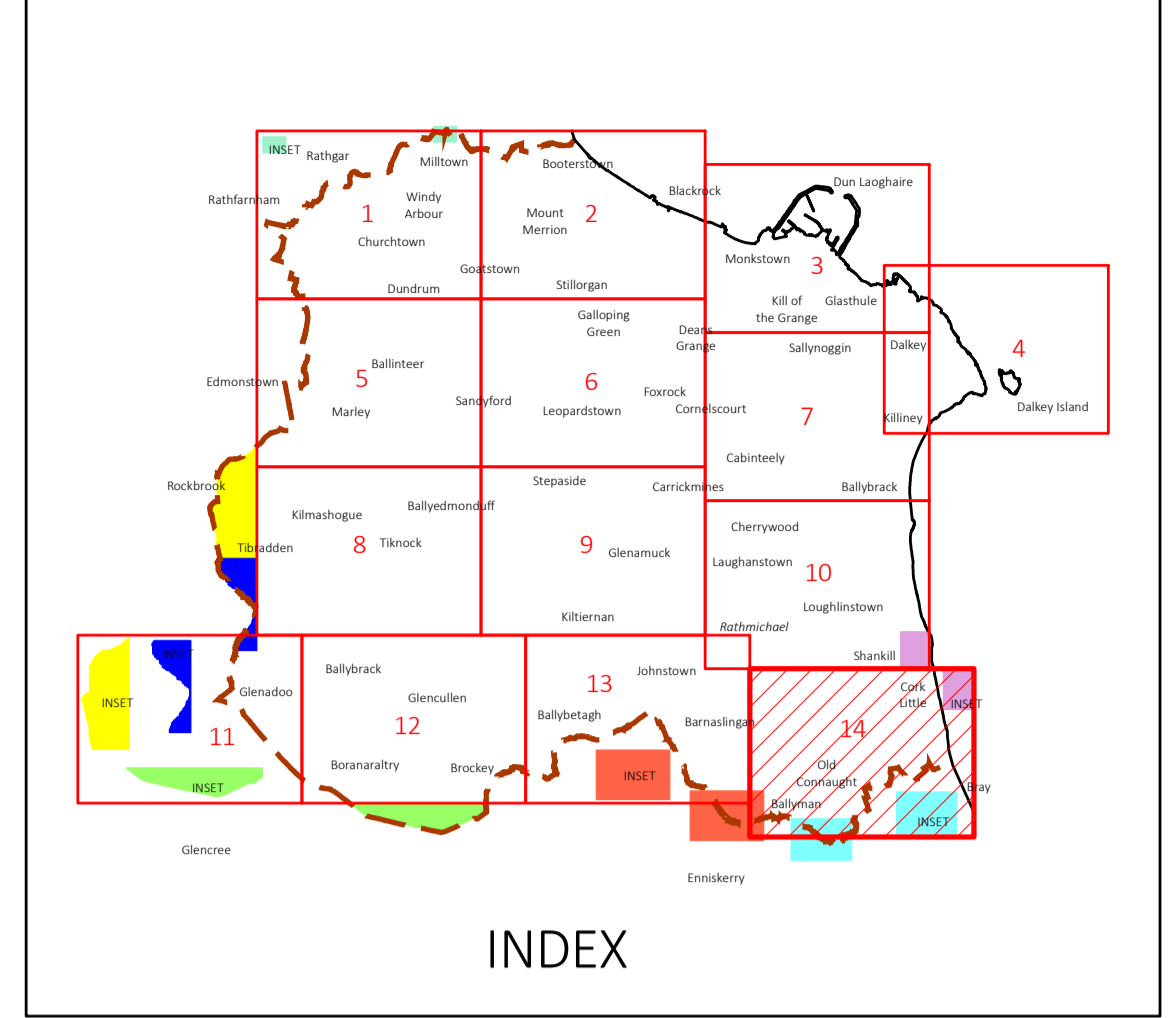 INSET
Rathgar
Milltown
Booterstown
Rathfarnham
Windy
Arbour
1
Churchtown
Dundrum
Goatstown
Mount
Merrion
2
Stillorgan
Blackrock
Dun Laoghaire
Monkstown
3
Kill of
the Grange
Glasthule
Galloping
Green
Deans
Grange
Sallynoggin
Dalkey
4
Dalkey Island
Killiney
Edmonstown
Ballinteer
5
Marley
Sandyford
6
Leopardstown
Foxrock
Cornelscourt
7
Cabinteely
Ballybrack
Rockbrook
Tibradden
Kilmashogue
Ballyedmonduff
8
Tiknock
Stepaside
Carrickmines
9
Glenamuck
Kiltiernan
Cherrywood
Laughanstown
10
Loughlinstown
Rathmichael
Shankill
INSET
INSET
Glenadoo
11
INSET
Ballybrack
Glencullen
12
Boranaraltry
Brockey
Johnstown
13
Ballybetagh
Barnaslingan
INSET
Cork
Little
INSET
14
Old
Connaught
Ballyman
Bray
INSET
Glencree
Enniskerry
INDEX